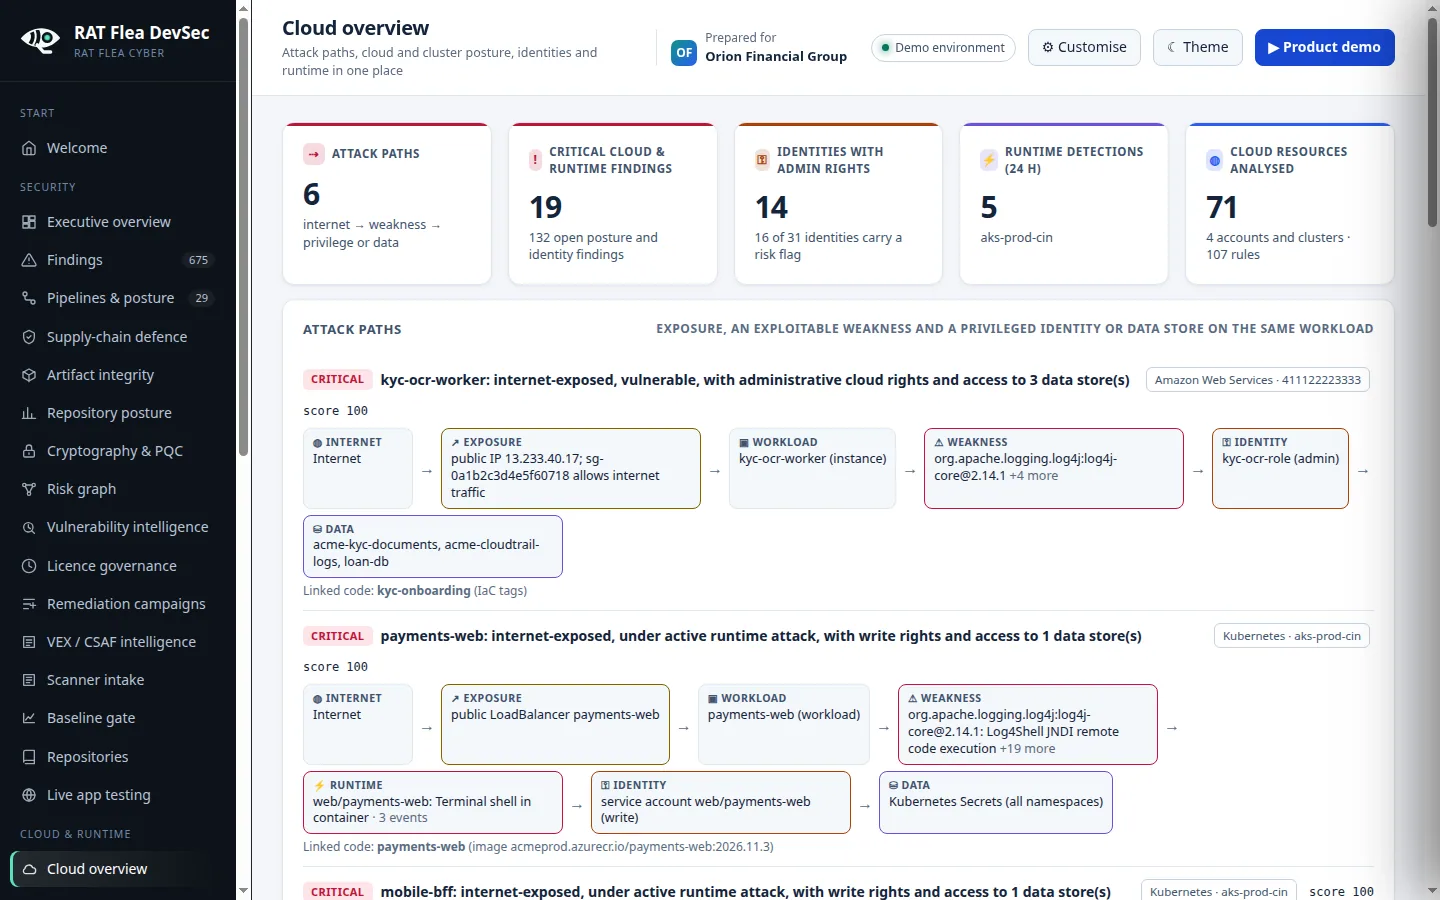 RAT Flea DevSec
RAT FLEA CYBER
START
Welcome
SECURITY
Executive overview
Findings 675
Pipelines & posture 29
Supply-chain defence
Artifact integrity
Repository posture
Cryptography & PQC
Risk graph
Vulnerability intelligence
Licence governance
Remediation campaigns
VEX / CSAF intelligence
Scanner intake
Baseline gate
Repositories
Live app testing
CLOUD & RUNTIME
Cloud overview
Cloud overview
Attack paths, cloud and cluster posture, identities and
runtime in one place
OF
Prepared for
Orion Financial Group
Demo environment
⚙ Customise
☾ Theme
▶ Product demo
ATTACK PATHS
6
internet → weakness →
privilege or data
CRITICAL CLOUD &
RUNTIME FINDINGS
19
132 open posture and
identity findings
IDENTITIES WITH
ADMIN RIGHTS
14
16 of 31 identities carry a
risk flag
RUNTIME DETECTIONS
(24 H)
5
aks-prod-cin
CLOUD RESOURCES
ANALYSED
71
4 accounts and clusters ·
107 rules
ATTACK PATHS
EXPOSURE, AN EXPLOITABLE WEAKNESS AND A PRIVILEGED IDENTITY OR DATA STORE ON THE SAME WORKLOAD
CRITICAL kyc-ocr-worker: internet-exposed, vulnerable, with administrative cloud rights and access to 3 data store(s) Amazon Web Services · 411122223333
score 100
INTERNET
Internet
→
↗ EXPOSURE
public IP 13.233.40.17; sg-
0a1b2c3d4e5f60718 allows internet
traffic
→
WORKLOAD
kyc-ocr-worker (instance)
→
⚠ WEAKNESS
org.apache.logging.log4j:log4j-
core@2.14.1 +4 more
→
IDENTITY
kyc-ocr-role (admin)
→
DATA
acme-kyc-documents, acme-cloudtrail-
logs, loan-db
Linked code: kyc-onboarding (IaC tags)
CRITICAL payments-web: internet-exposed, under active runtime attack, with write rights and access to 1 data store(s) Kubernetes · aks-prod-cin
score 100
INTERNET
Internet
→
↗ EXPOSURE
public LoadBalancer payments-web
→
WORKLOAD
payments-web (workload)
→
⚠ WEAKNESS
org.apache.logging.log4j:log4j-
core@2.14.1: Log4Shell JNDI remote
code execution +19 more
→
⚡ RUNTIME
web/payments-web: Terminal shell in
container · 3 events
→
IDENTITY
service account web/payments-web
(write)
→
DATA
Kubernetes Secrets (all namespaces)
Linked code: payments-web (image acmeprod.azurecr.io/payments-web:2026.11.3)
CRITICAL mobile-bff: internet-exposed, under active runtime attack, with write rights and access to 1 data store(s) Kubernetes · aks-prod-cin score 100